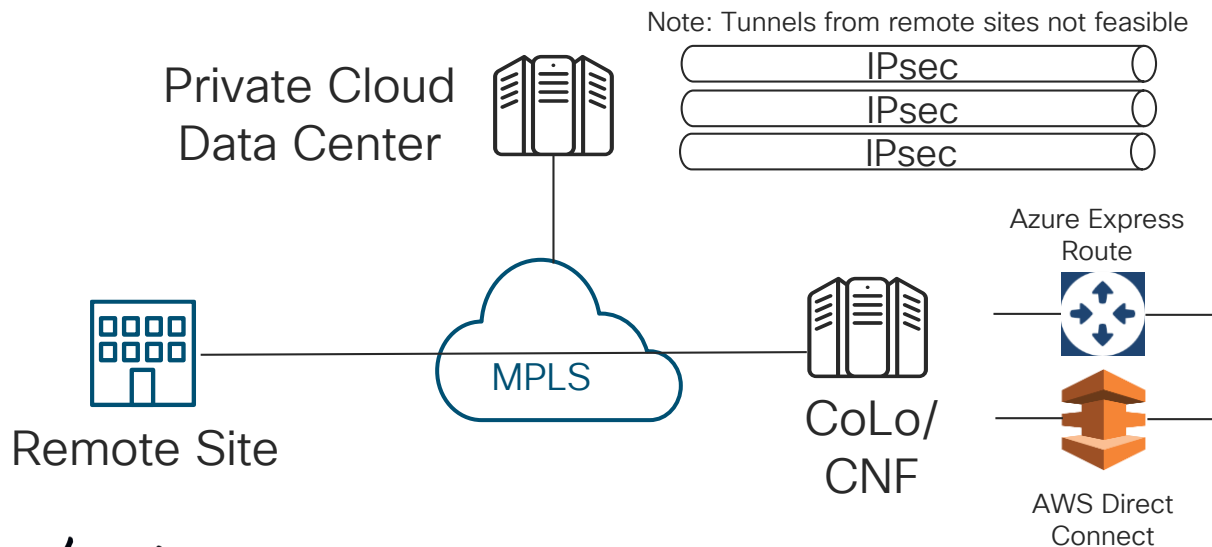 Note: Tunnels from remote sites not feasible
IPsec
IPsec
IPsec
Private Cloud
Data Center
Azure Express
Route
MPLS
CoLo/
CNF
Remote Site
AWS Direct
Connect